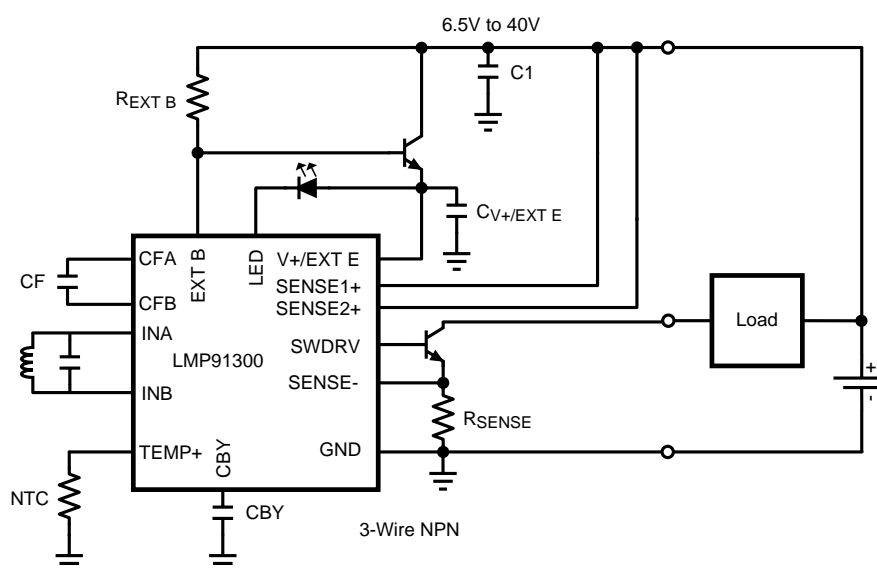 6.5V to 40V
C1
REXT B
CV+/EXT E
EXT B
LED
V+/EXT E
CFA
SENSE1+
CF
CFB
SENSE2+
Load
INA
SWDRV
LMP91300
+
INB
SENSE-
-
RSENSE
TEMP+
CBY
GND
NTC
CBY
3-Wire NPN